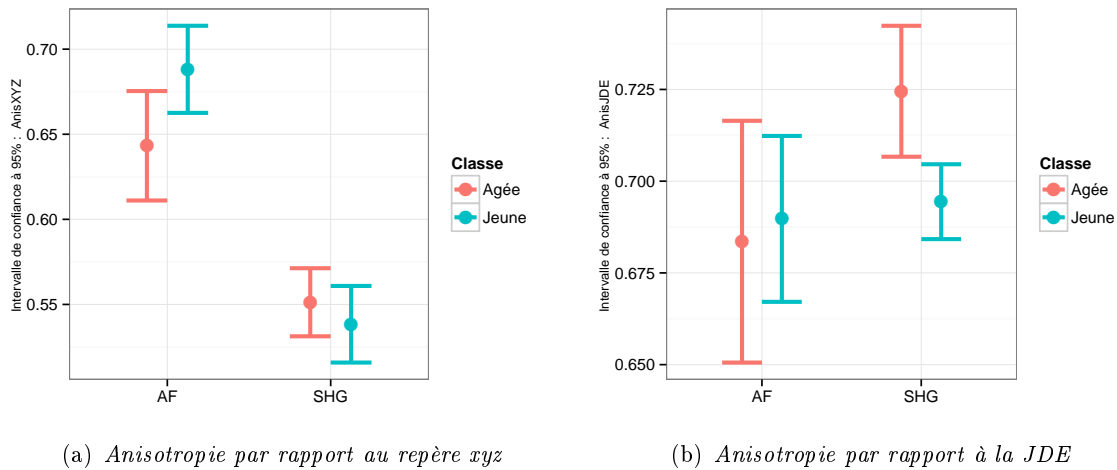 Intervalle de confiance à 95% : AnisXYZ
0.70
0.65
0.60
0.55
AF
SHG
Classe
Agée
Jeune
(a) Anisotropie par rapport au repère xyz
Intervalle de confiance à 95% : AnisJDE
0.725
0.700
0.675
0.650
AF
SHG
Classe
Agée
Jeune
(b) Anisotropie par rapport à la JDE